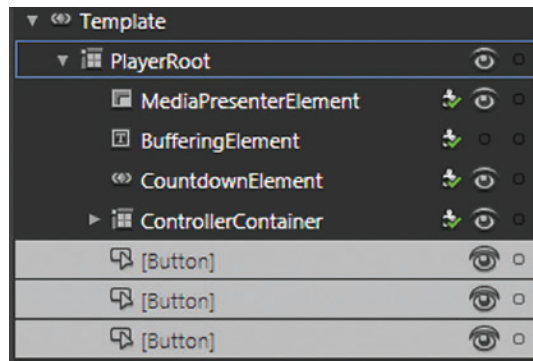 Template
PlayerRoot
MediaPresenterElement
BufferingElement
CountdownElement
ControllerContainer
[Button]
[Button]
[Button]